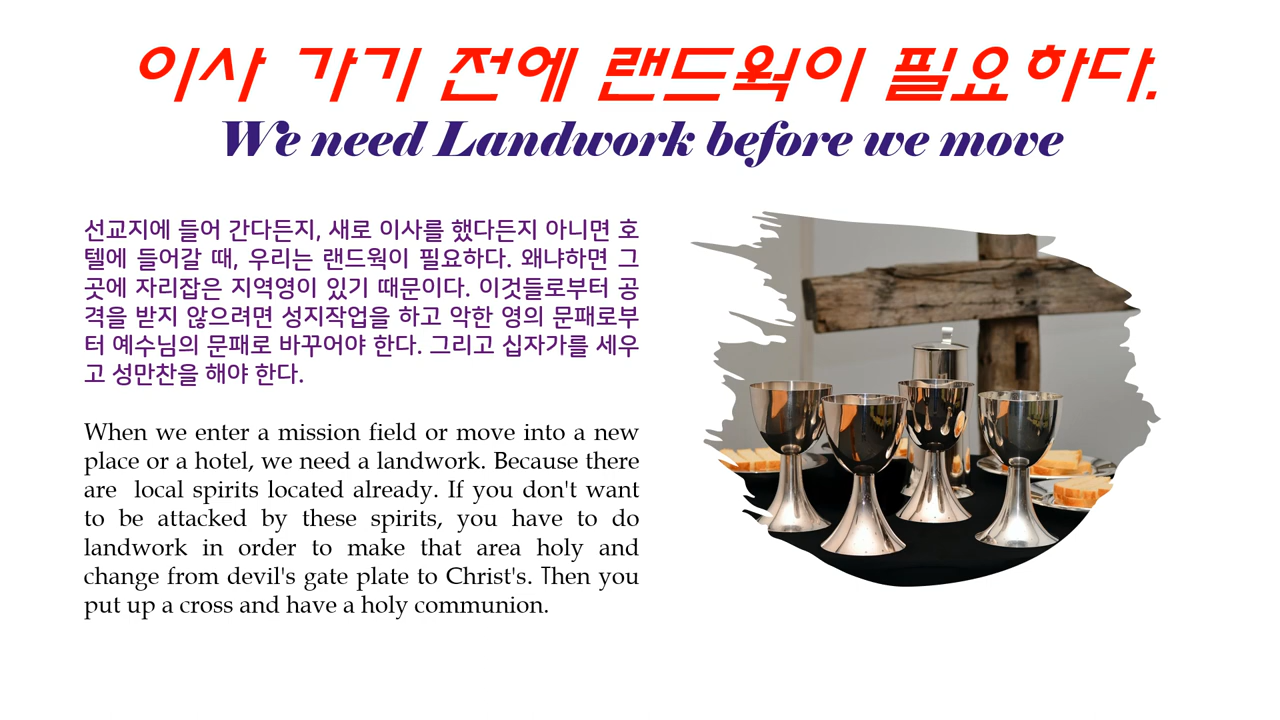 이사 가기 전에 랜드웍이 필요하다.
We need Landwork before we move
선교지에 들어 간다든지, 새로 이사를 했다든지 아니면 호
텔에 들어갈 때, 우리는 랜드웍이 필요하다. 왜냐하면 그
곳에 자리잡은 지역영이 있기 때문이다. 이것들로부터 공
격을 받지 않으려면 성지작업을 하고 악한 영의 문패로부
터 예수님의 문패로 바꾸어야 한다. 그리고 십자가를 세우
고 성만찬을 해야 한다.
When we enter a mission field or move into a new
place or a hotel, we need a landwork. Because there
are  local spirits located already. If you don't want
to be attacked by these spirits, you have to do
landwork in order to make that area holy and
change from devil's gate plate to Christ's. Then you
put up a cross and have a holy communion.